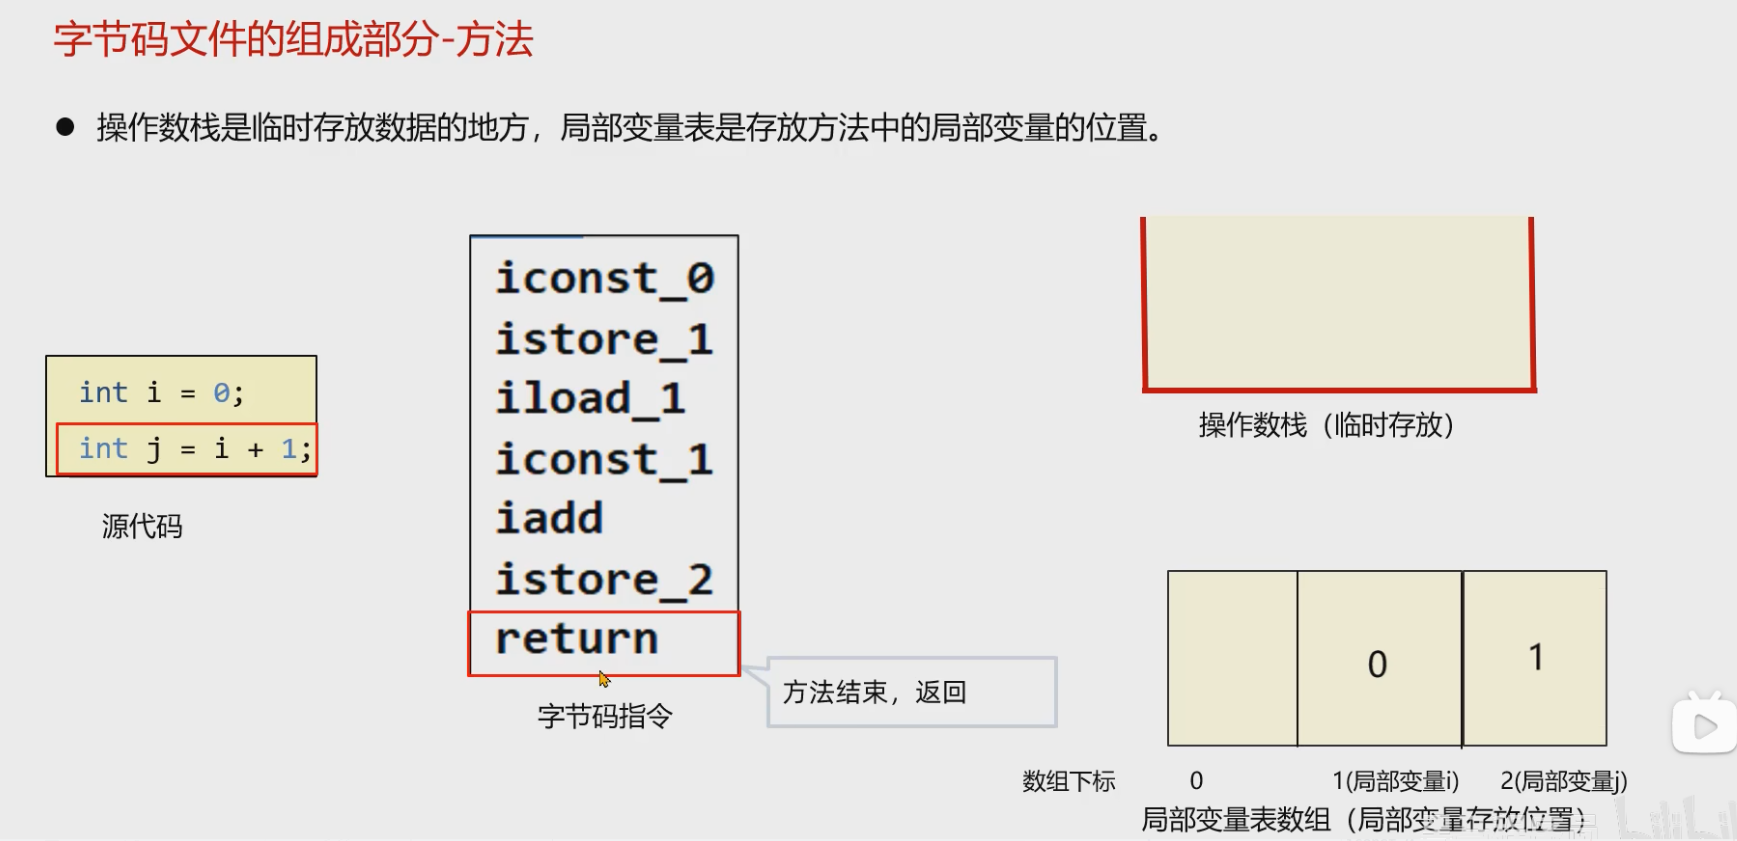 字节码文件的组成部分-方法
● 操作数栈是临时存放数据的地方，局部变量表是存放方法中的局部变量的位置。
int i = 0;
int j = i + 1;
源代码
iconst_0
istore_1
iload_1
iconst_1
iadd
istore_2
return
字节码指令
方法结束，返回
操作数栈（临时存放）
0
1
数组下标 0 1(局部变量i) 2(局部变量j)
局部变量表数组（局部变量存放位置）